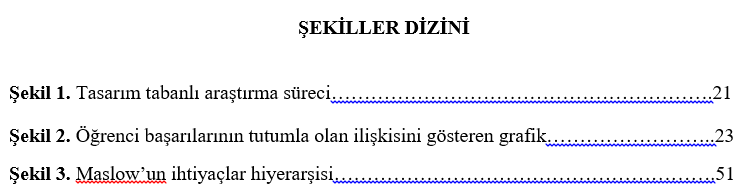 ŞEKİLLER DİZİNİ
Şekil 1. Tasarım tabanlı araştırma süreci…………………………………………………21
Şekil 2. Öğrenci başarılarının tutumla olan ilişkisini gösteren grafik…………………….23
Şekil 3. Maslow’un ihtiyaçlar hiyerarşisi…………………………………………………51